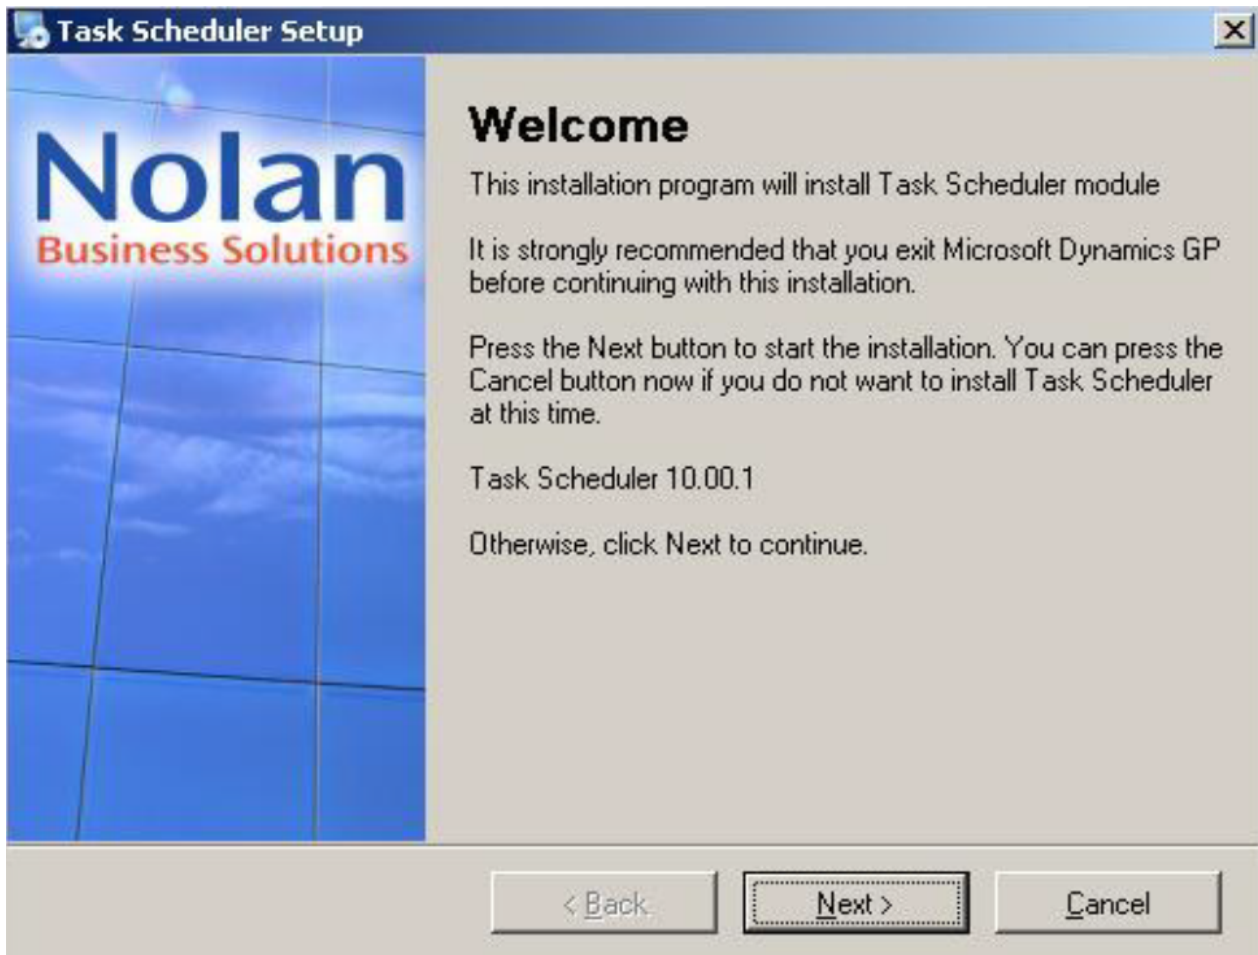 Task Scheduler Setup
Nolan
Business Solutions
Welcome
This installation program will install Task Scheduler module
It is strongly recommended that you exit Microsoft Dynamics GP
before continuing with this installation.
Press the Next button to start the installation. You can press the
Cancel button now if you do not want to install Task Scheduler
at this time.
Task Scheduler 10.00.1
Otherwise, click Next to continue.
< Back
Next >
Cancel